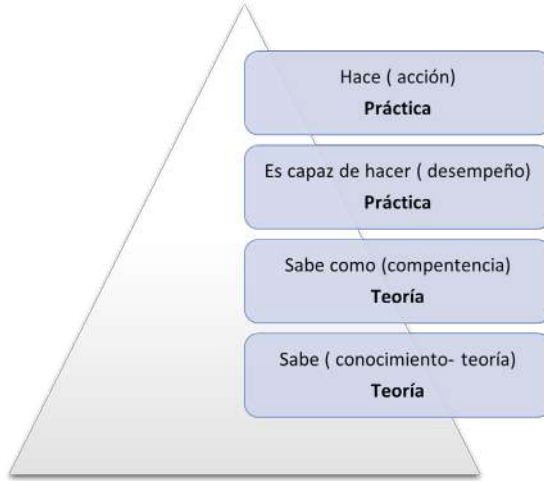 Hace ( acción)
Práctica
Es capaz de hacer ( desempeño)
Práctica
Sabe como (compentencia)
Teoría
Sabe ( conocimiento- teoría)
Teoría